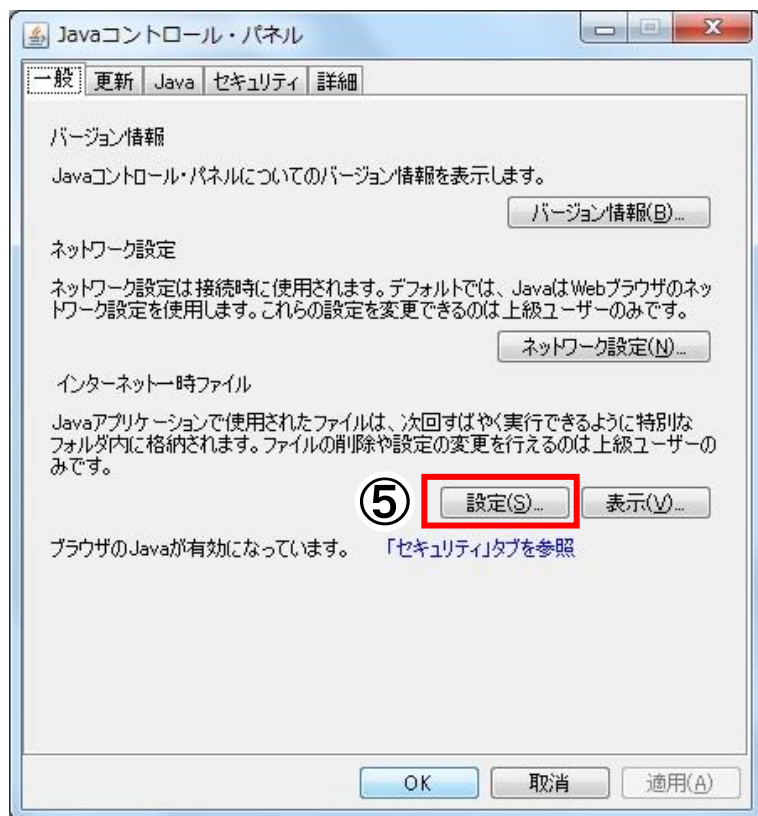 Javaコントロール・パネル
一般 更新 Java セキュリティ 詳細
バージョン情報
Javaコントロール・パネルについてのバージョン情報を表示します。
バージョン情報(B)...
ネットワーク設定
ネットワーク設定は接続時に使用されます。デフォルトでは、JavaはWebブラウザのネッ
トワーク設定を使用します。これらの設定を変更できるのは上級ユーザーのみです。
ネットワーク設定(N)...
インターネット一時ファイル
Javaアプリケーションで使用されたファイルは、次回すばやく実行できるように特別な
フォルダ内に格納されます。ファイルの削除や設定の変更を行えるのは上級ユーザーの
みです。
⑤ 設定(S)... 表示(V)...
ブラウザのJavaが有効になっています。 「セキュリティ」タブを参照
OK 取消 適用(A)